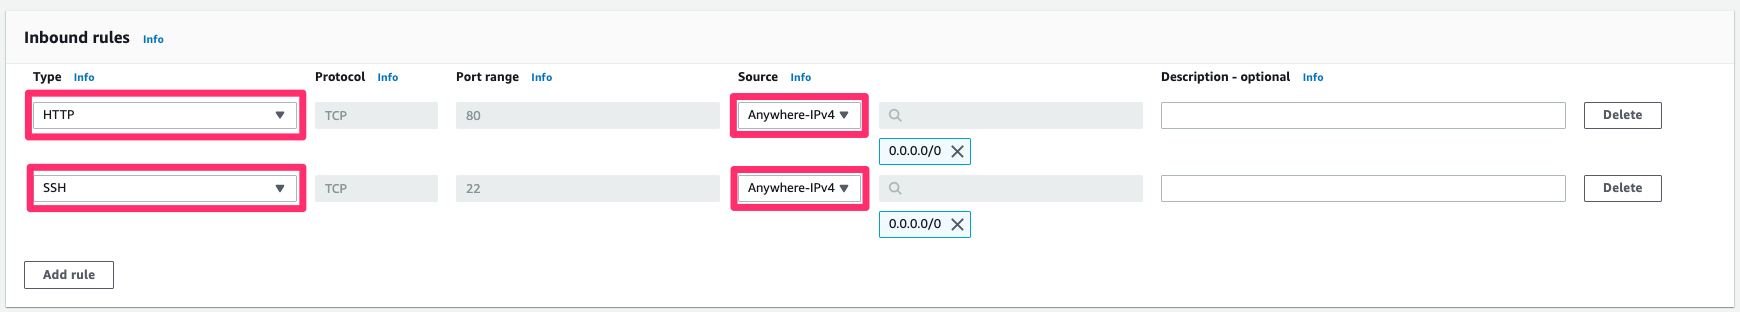 Inbound rules Info
Type Info Protocol Info Port range Info Source Info Description - optional Info
HTTP TCP 80 Anywhere-IPv4 Delete
0.0.0.0/0
SSH TCP 22 Anywhere-IPv4 Delete
0.0.0.0/0
Add rule